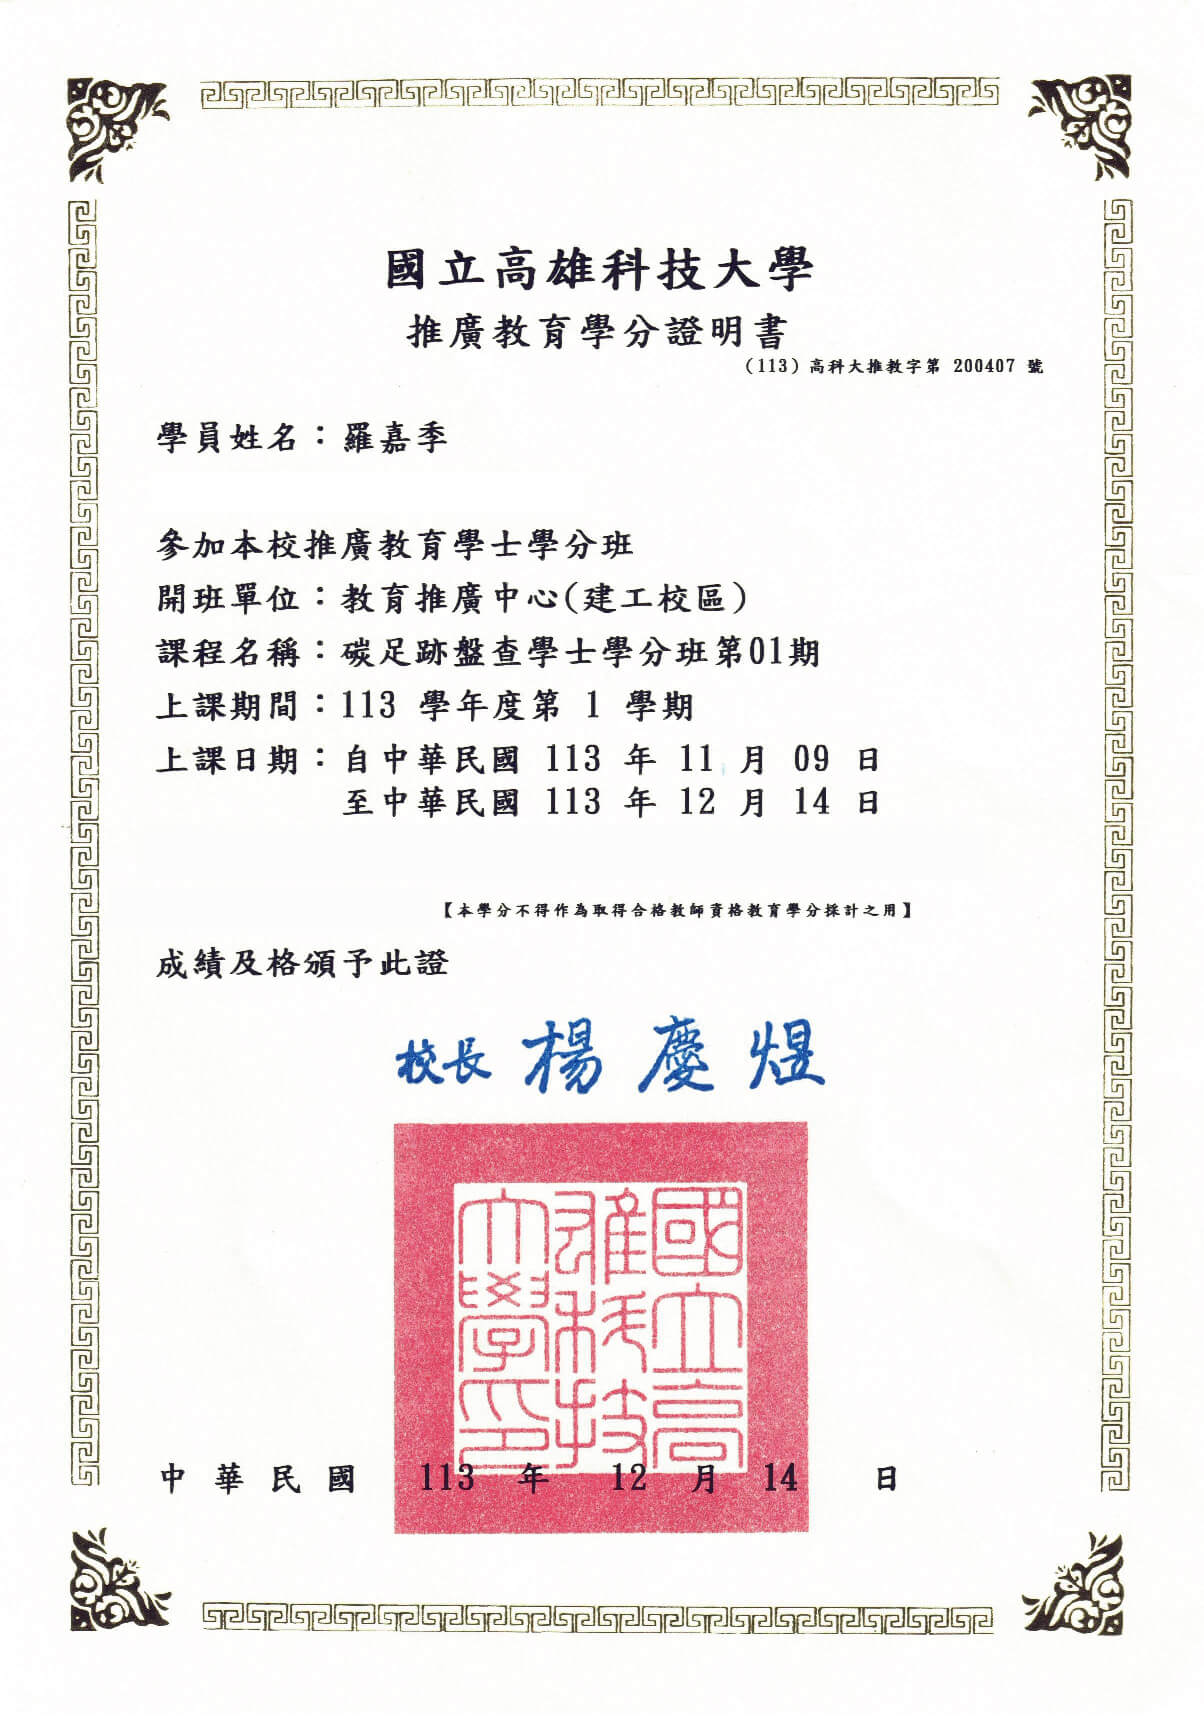 國立高雄科技大學
推廣教育學分證明書
(113)高科大推教字第 200407 號
學員姓名：羅嘉季
參加本校推廣教育學士學分班
開班單位：教育推廣中心(建工校區)
課程名稱：碳足跡盤查學士學分班第01期
上課期間：113 學年度第 1 學期
上課日期：自中華民國 113 年 11 月 09 日
至中華民國 113 年 12 月 14 日
【本學分不得作為取得合格教師資格教育學分採計之用】
成績及格頒予此證
校長 楊慶煜
國立高
雄科技
大學印
中華民國 113 年 12 月 14 日